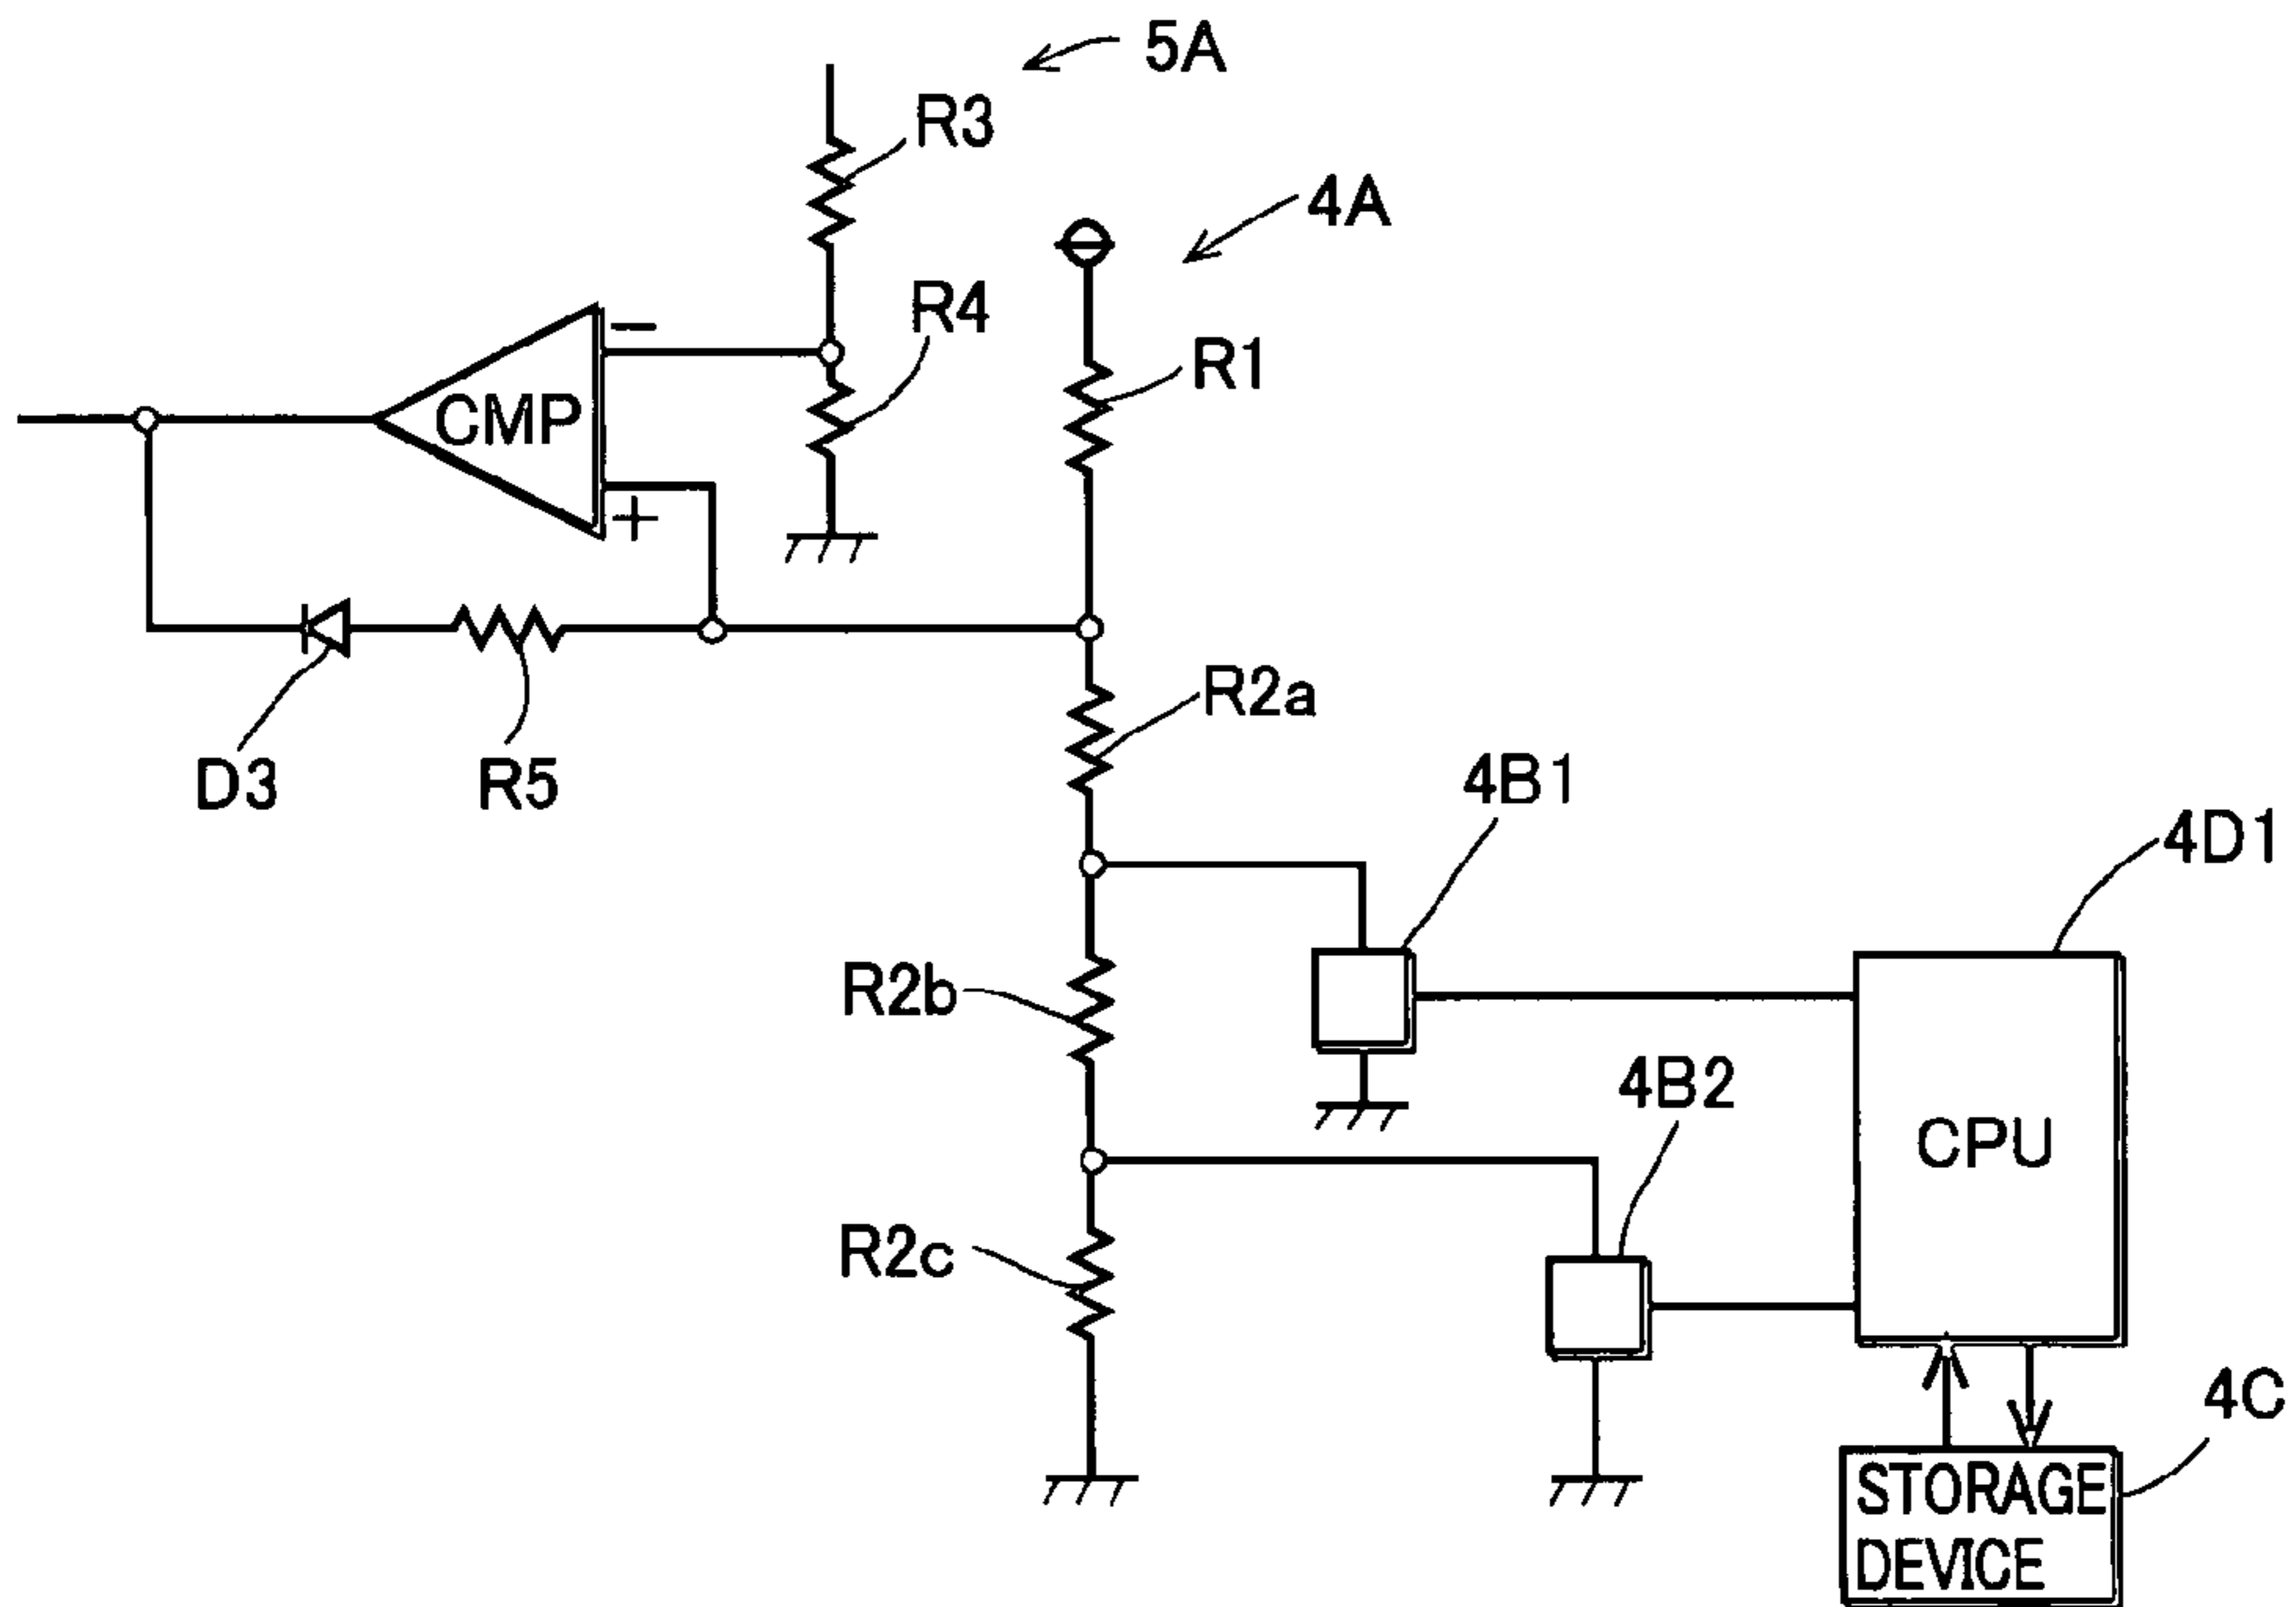 5A
R3
4A
R4
R1
−
CMP
+
R2a
D3
R5
4B1
4D1
R2b
4B2
CPU
R2c
4C
STORAGE
DEVICE